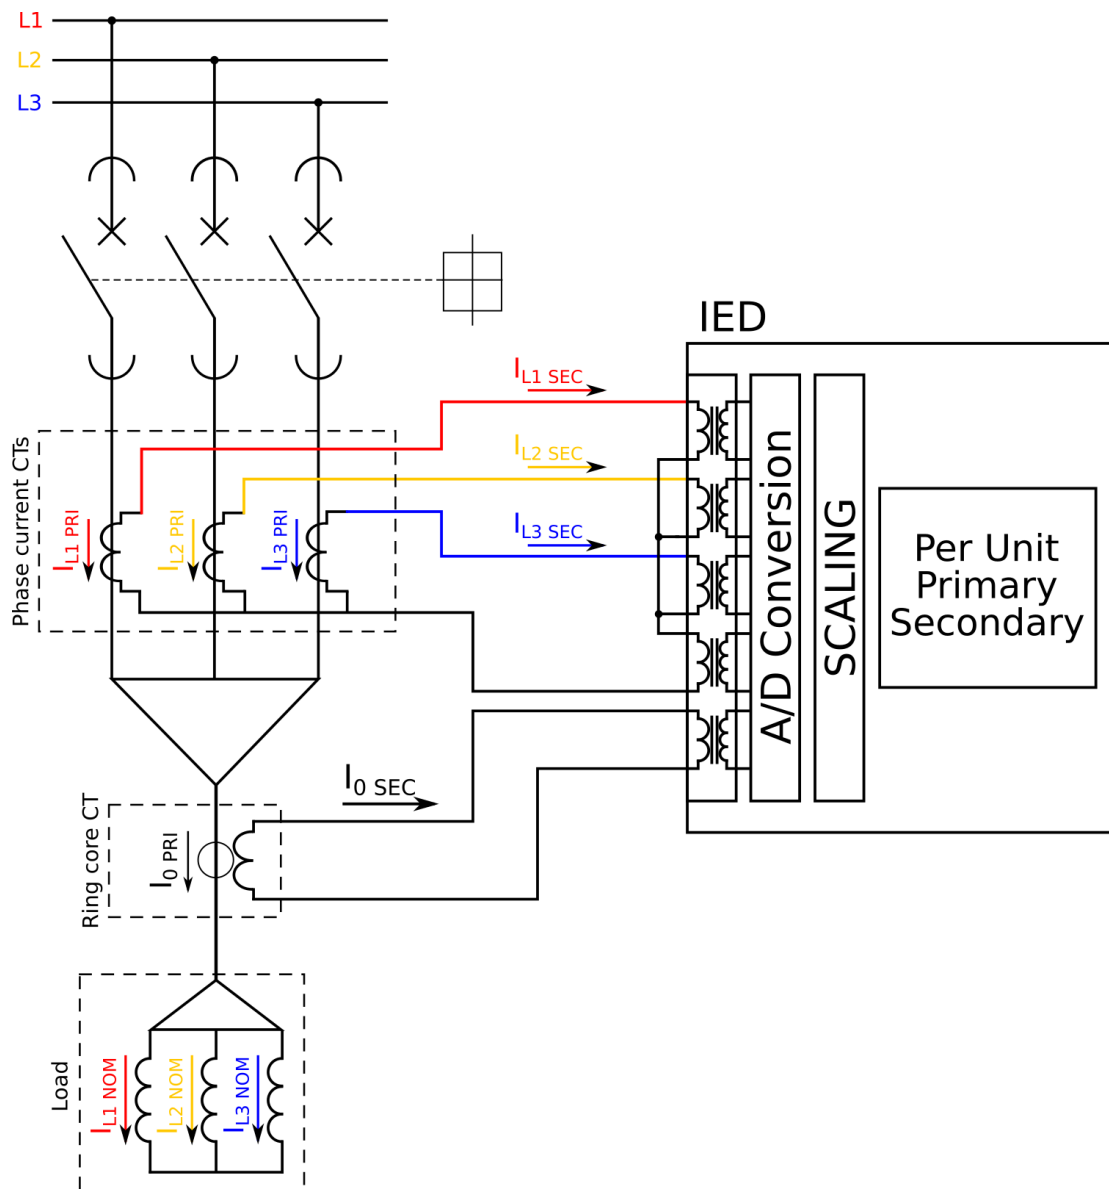 L1
L2
L3
IED
IL1 SEC
IL2 SEC
IL3 SEC
Phase current CTs
IL1 PRI
IL2 PRI
IL3 PRI
A/D Conversion
SCALING
Per Unit
Primary
Secondary
I0 SEC
Ring core CT
I0 PRI
Load
IL1 NOM
IL2 NOM
IL3 NOM